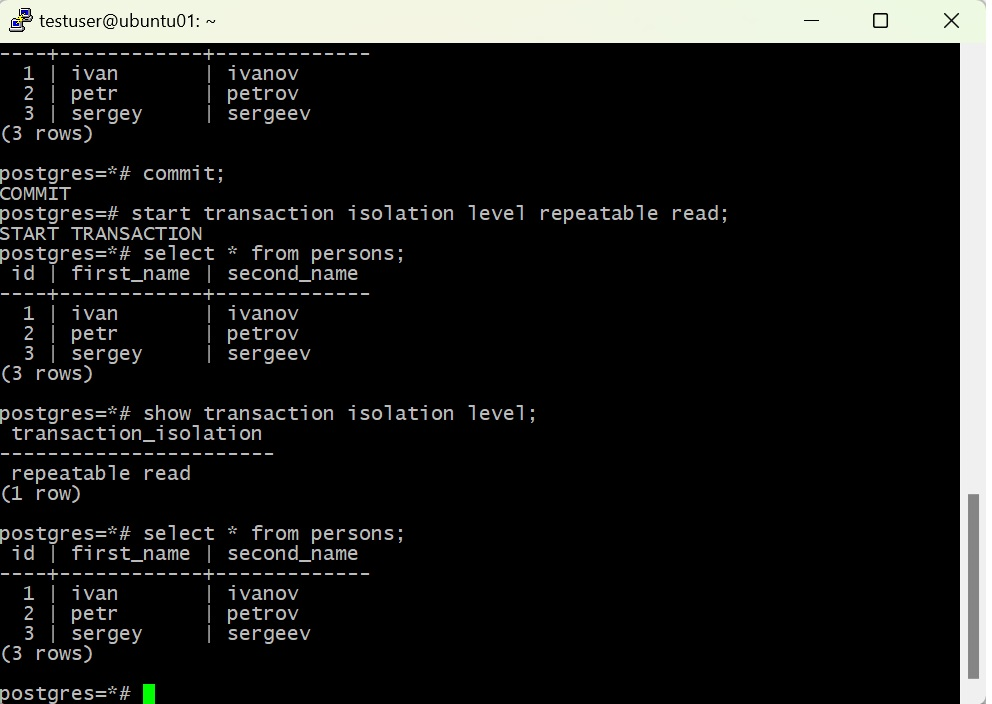 testuser@ubuntu01: ~
----+------------+-------------
  1 | ivan       | ivanov
  2 | petr       | petrov
  3 | sergey     | sergeev
(3 rows)

postgres=*# commit;
COMMIT
postgres=# start transaction isolation level repeatable read;
START TRANSACTION
postgres=*# select * from persons;
 id | first_name | second_name
----+------------+-------------
  1 | ivan       | ivanov
  2 | petr       | petrov
  3 | sergey     | sergeev
(3 rows)

postgres=*# show transaction isolation level;
 transaction_isolation
-----------------------
 repeatable read
(1 row)

postgres=*# select * from persons;
 id | first_name | second_name
----+------------+-------------
  1 | ivan       | ivanov
  2 | petr       | petrov
  3 | sergey     | sergeev
(3 rows)

postgres=*#